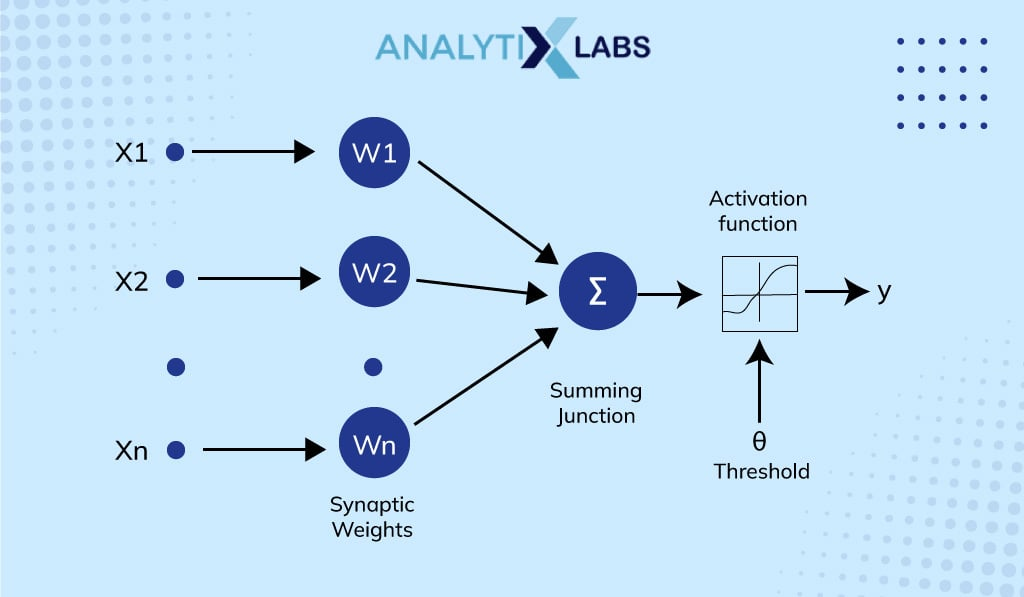 ANALYTIX LABS
X1
W1
X2
W2
Xn
Wn
Synaptic
Weights
Σ
Summing
Junction
Activation
function
y
θ
Threshold